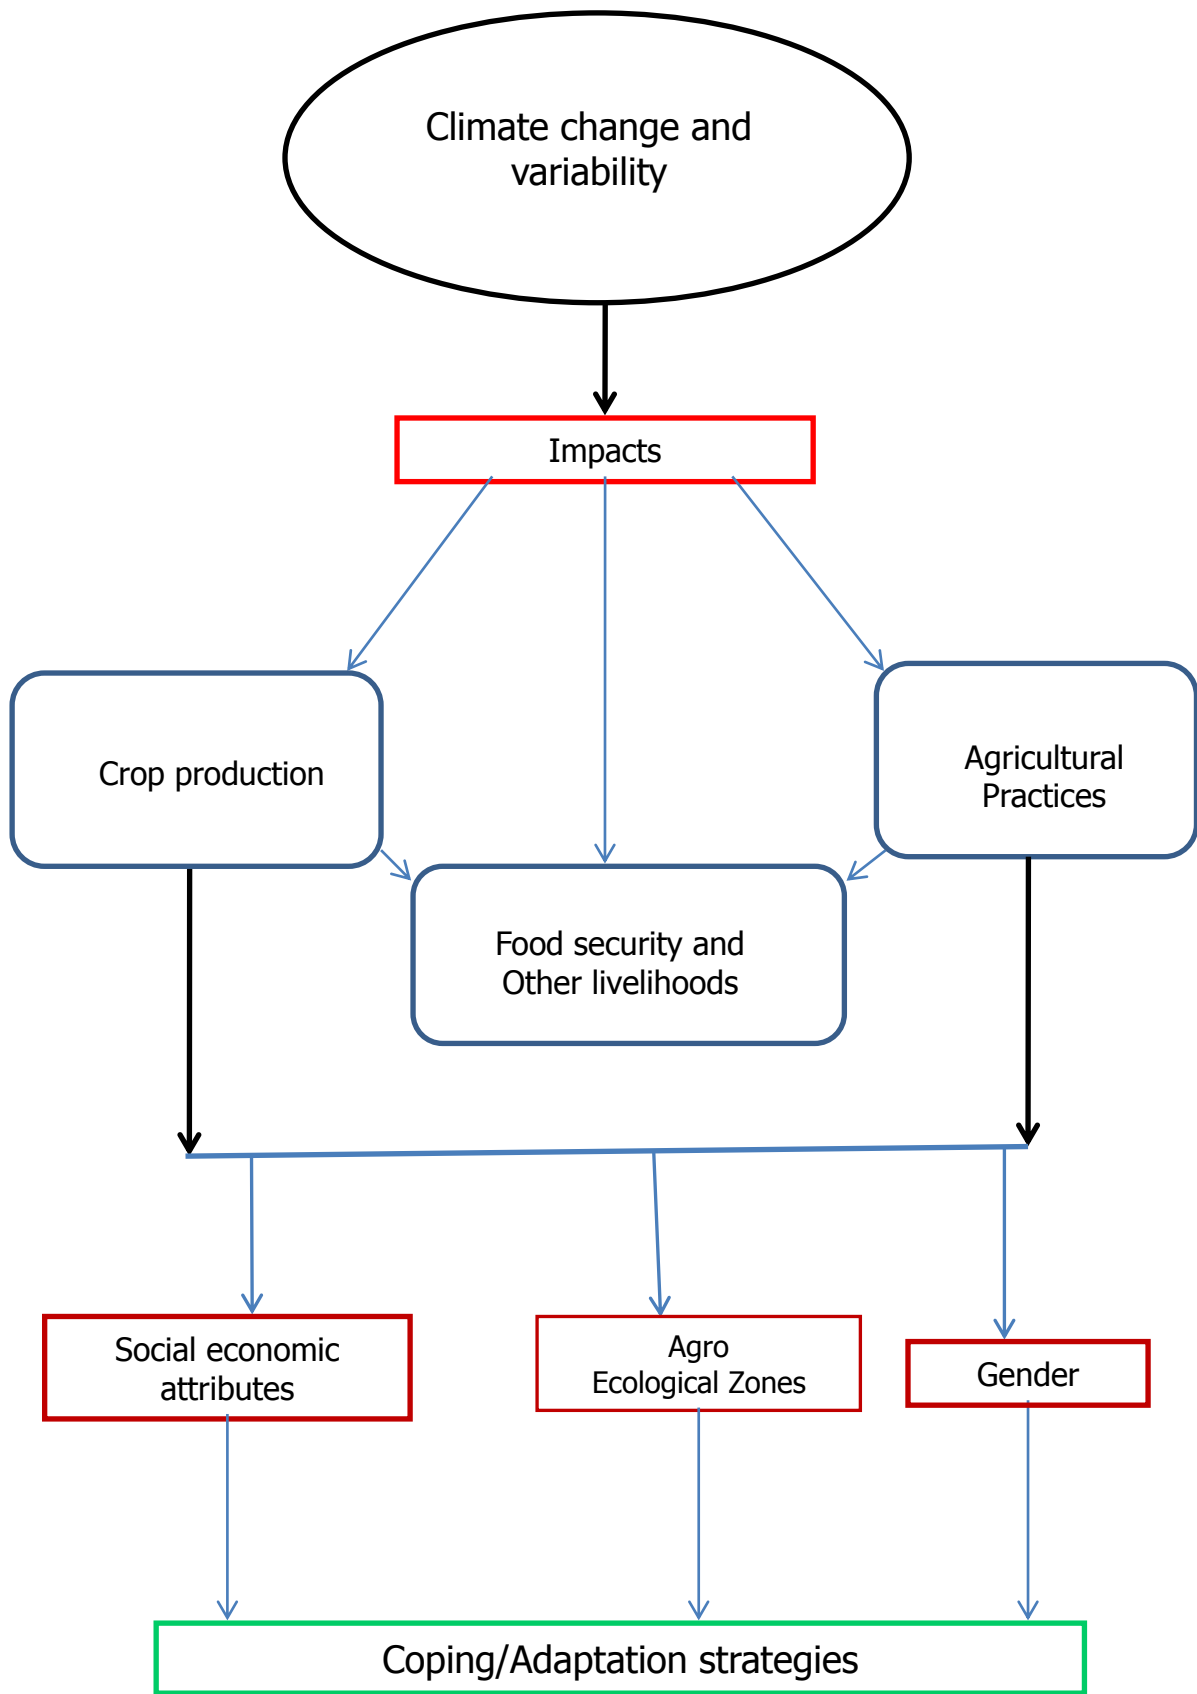 Climate change and
variability
Impacts
Crop production
Agricultural
Practices
Food security and
Other livelihoods
Social economic
attributes
Agro
Ecological Zones
Gender
Coping/Adaptation strategies